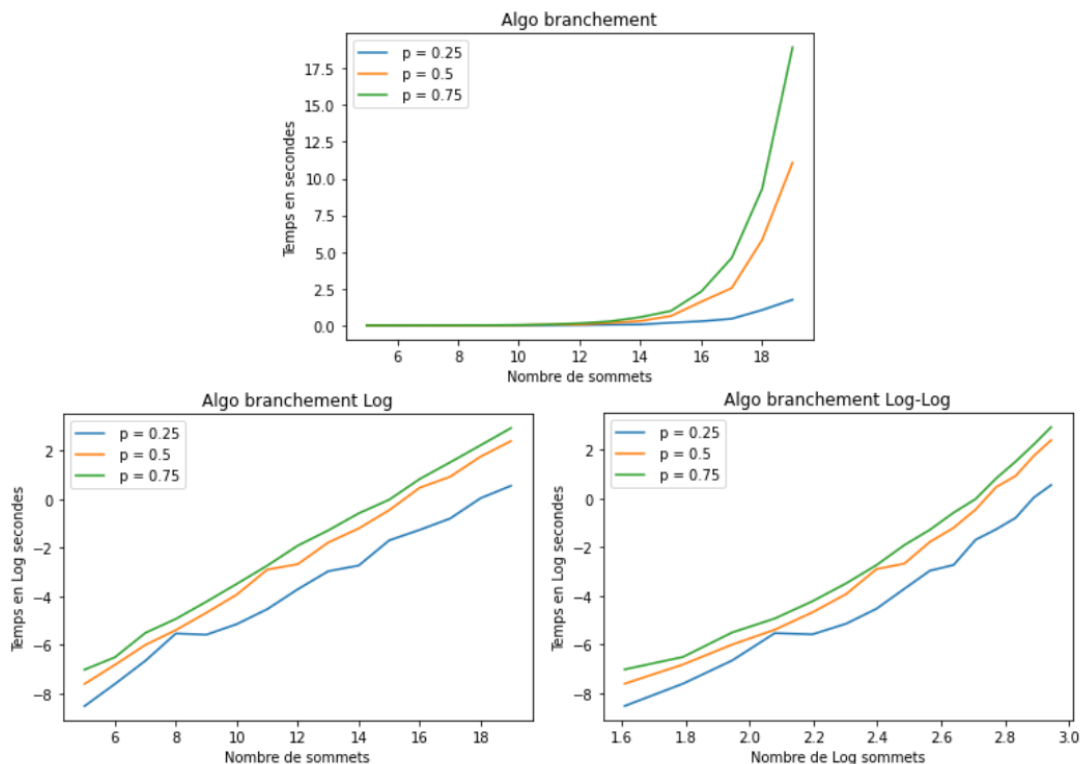 Algo branchement
p = 0.25
p = 0.5
p = 0.75
17.5
15.0
12.5
10.0
7.5
5.0
2.5
0.0
Temps en secondes
6 8 10 12 14 16 18
Nombre de sommets
Algo branchement Log
p = 0.25
p = 0.5
p = 0.75
2
0
−2
−4
−6
−8
Temps en Log secondes
6 8 10 12 14 16 18
Nombre de sommets
Algo branchement Log-Log
p = 0.25
p = 0.5
p = 0.75
2
0
−2
−4
−6
−8
Temps en Log secondes
1.6 1.8 2.0 2.2 2.4 2.6 2.8 3.0
Nombre de Log sommets